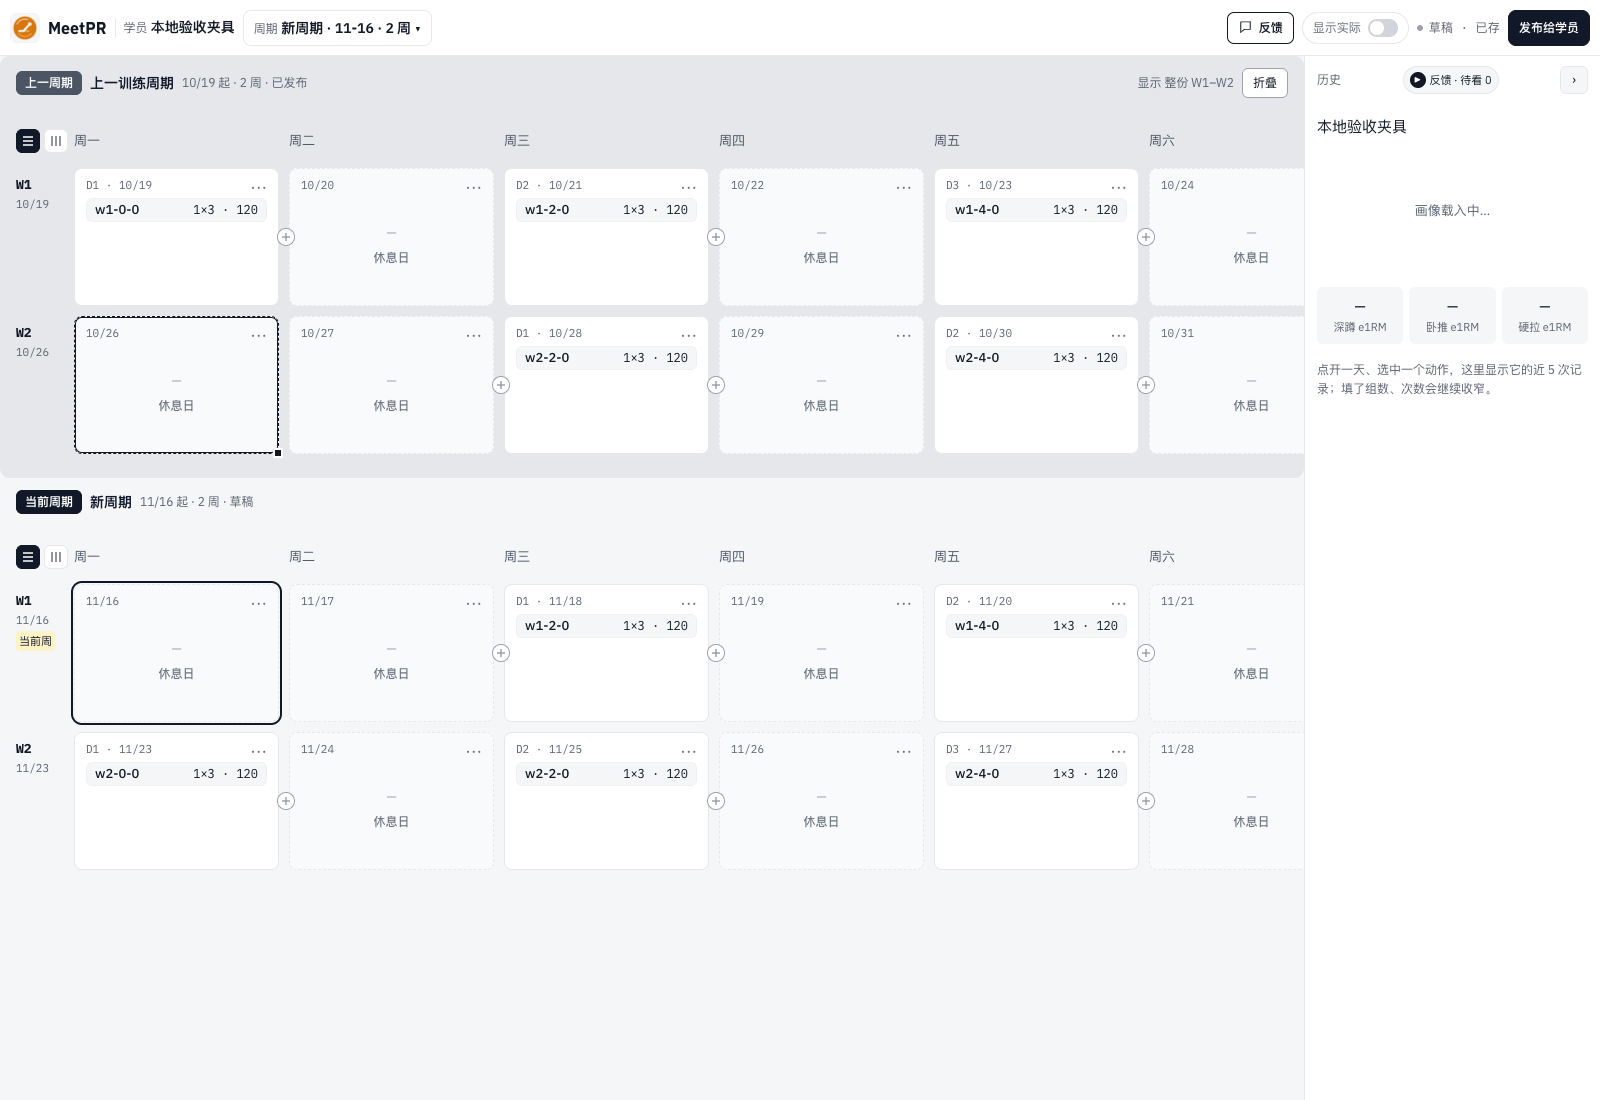 MeetPR 学员 本地验收夹具 周期 新周期 · 11-16 · 2 周 ▾ 反馈 显示实际 草稿 · 已存 发布给学员
上一周期 上一训练周期 10/19 起 · 2 周 · 已发布 显示 整份 W1–W2 折叠
周一 周二 周三 周四 周五 周六
W1 D1 · 10/19 ... 10/20 ... D2 · 10/21 ... 10/22 ... D3 · 10/23 ... 10/24
10/19 w1-0-0 1×3 · 120 w1-2-0 1×3 · 120 w1-4-0 1×3 · 120
– – –
休息日 休息日 休息日
W2 10/26 ... 10/27 ... D1 · 10/28 ... 10/29 ... D2 · 10/30 ... 10/31
10/26 w2-2-0 1×3 · 120 w2-4-0 1×3 · 120
– – – –
休息日 休息日 休息日 休息日
当前周期 新周期 11/16 起 · 2 周 · 草稿
周一 周二 周三 周四 周五 周六
W1 11/16 ... 11/17 ... D1 · 11/18 ... 11/19 ... D2 · 11/20 ... 11/21
11/16 w1-2-0 1×3 · 120 w1-4-0 1×3 · 120
当前周
– – – –
休息日 休息日 休息日 休息日
W2 D1 · 11/23 ... 11/24 ... D2 · 11/25 ... 11/26 ... D3 · 11/27 ... 11/28
11/23 w2-0-0 1×3 · 120 w2-2-0 1×3 · 120 w2-4-0 1×3 · 120
– – –
休息日 休息日 休息日
历史 反馈 · 待看 0 ›
本地验收夹具
画像载入中…
– – –
深蹲 e1RM 卧推 e1RM 硬拉 e1RM
点开一天、选中一个动作，这里显示它的近 5 次记
录；填了组数、次数会继续收窄。